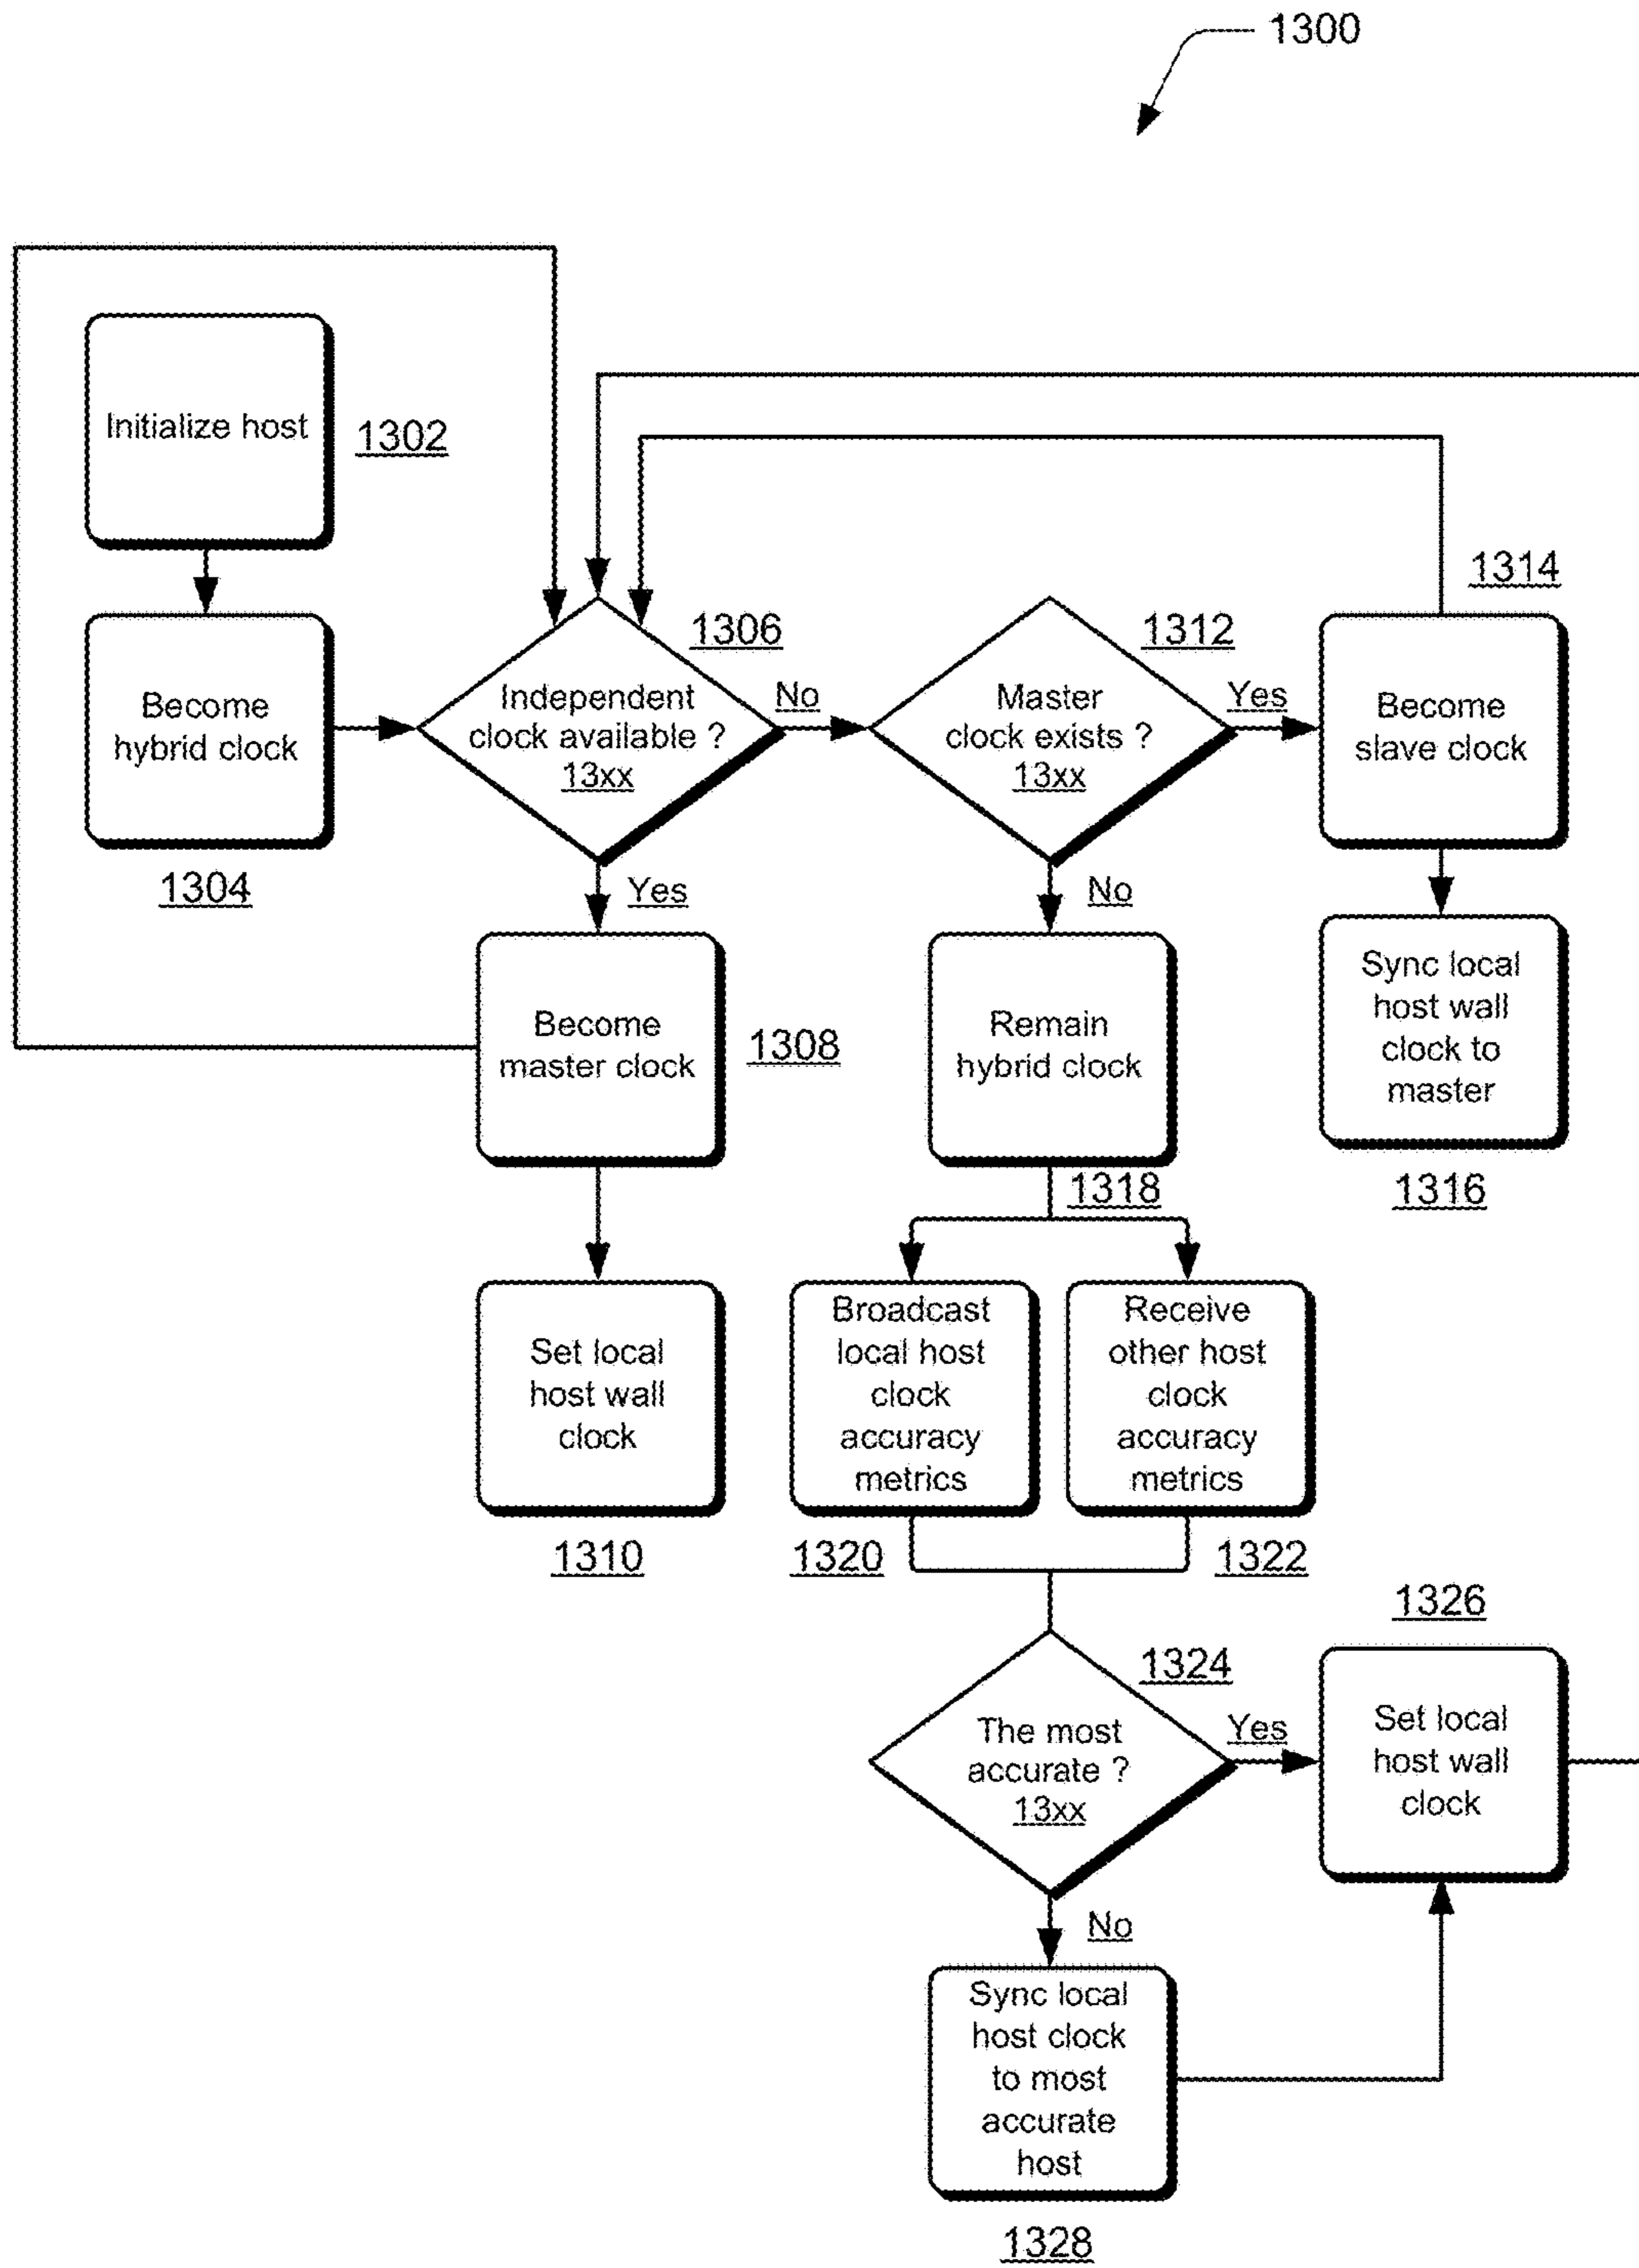 1300
Initialize host
1302
Become
hybrid clock
1304
1306
Independent
clock available ?
13xx
No
Yes
1312
Master
clock exists ?
13xx
Yes
No
1314
Become
slave clock
Sync local
host wall
clock to
master
1316
Become
master clock
1308
Set local
host wall
clock
1310
Remain
hybrid clock
1318
Broadcast
local host
clock
accuracy
metrics
1320
Receive
other host
clock
accuracy
metrics
1322
1324
The most
accurate ?
13xx
Yes
No
1326
Set local
host wall
clock
Sync local
host clock
to most
accurate
host
1328